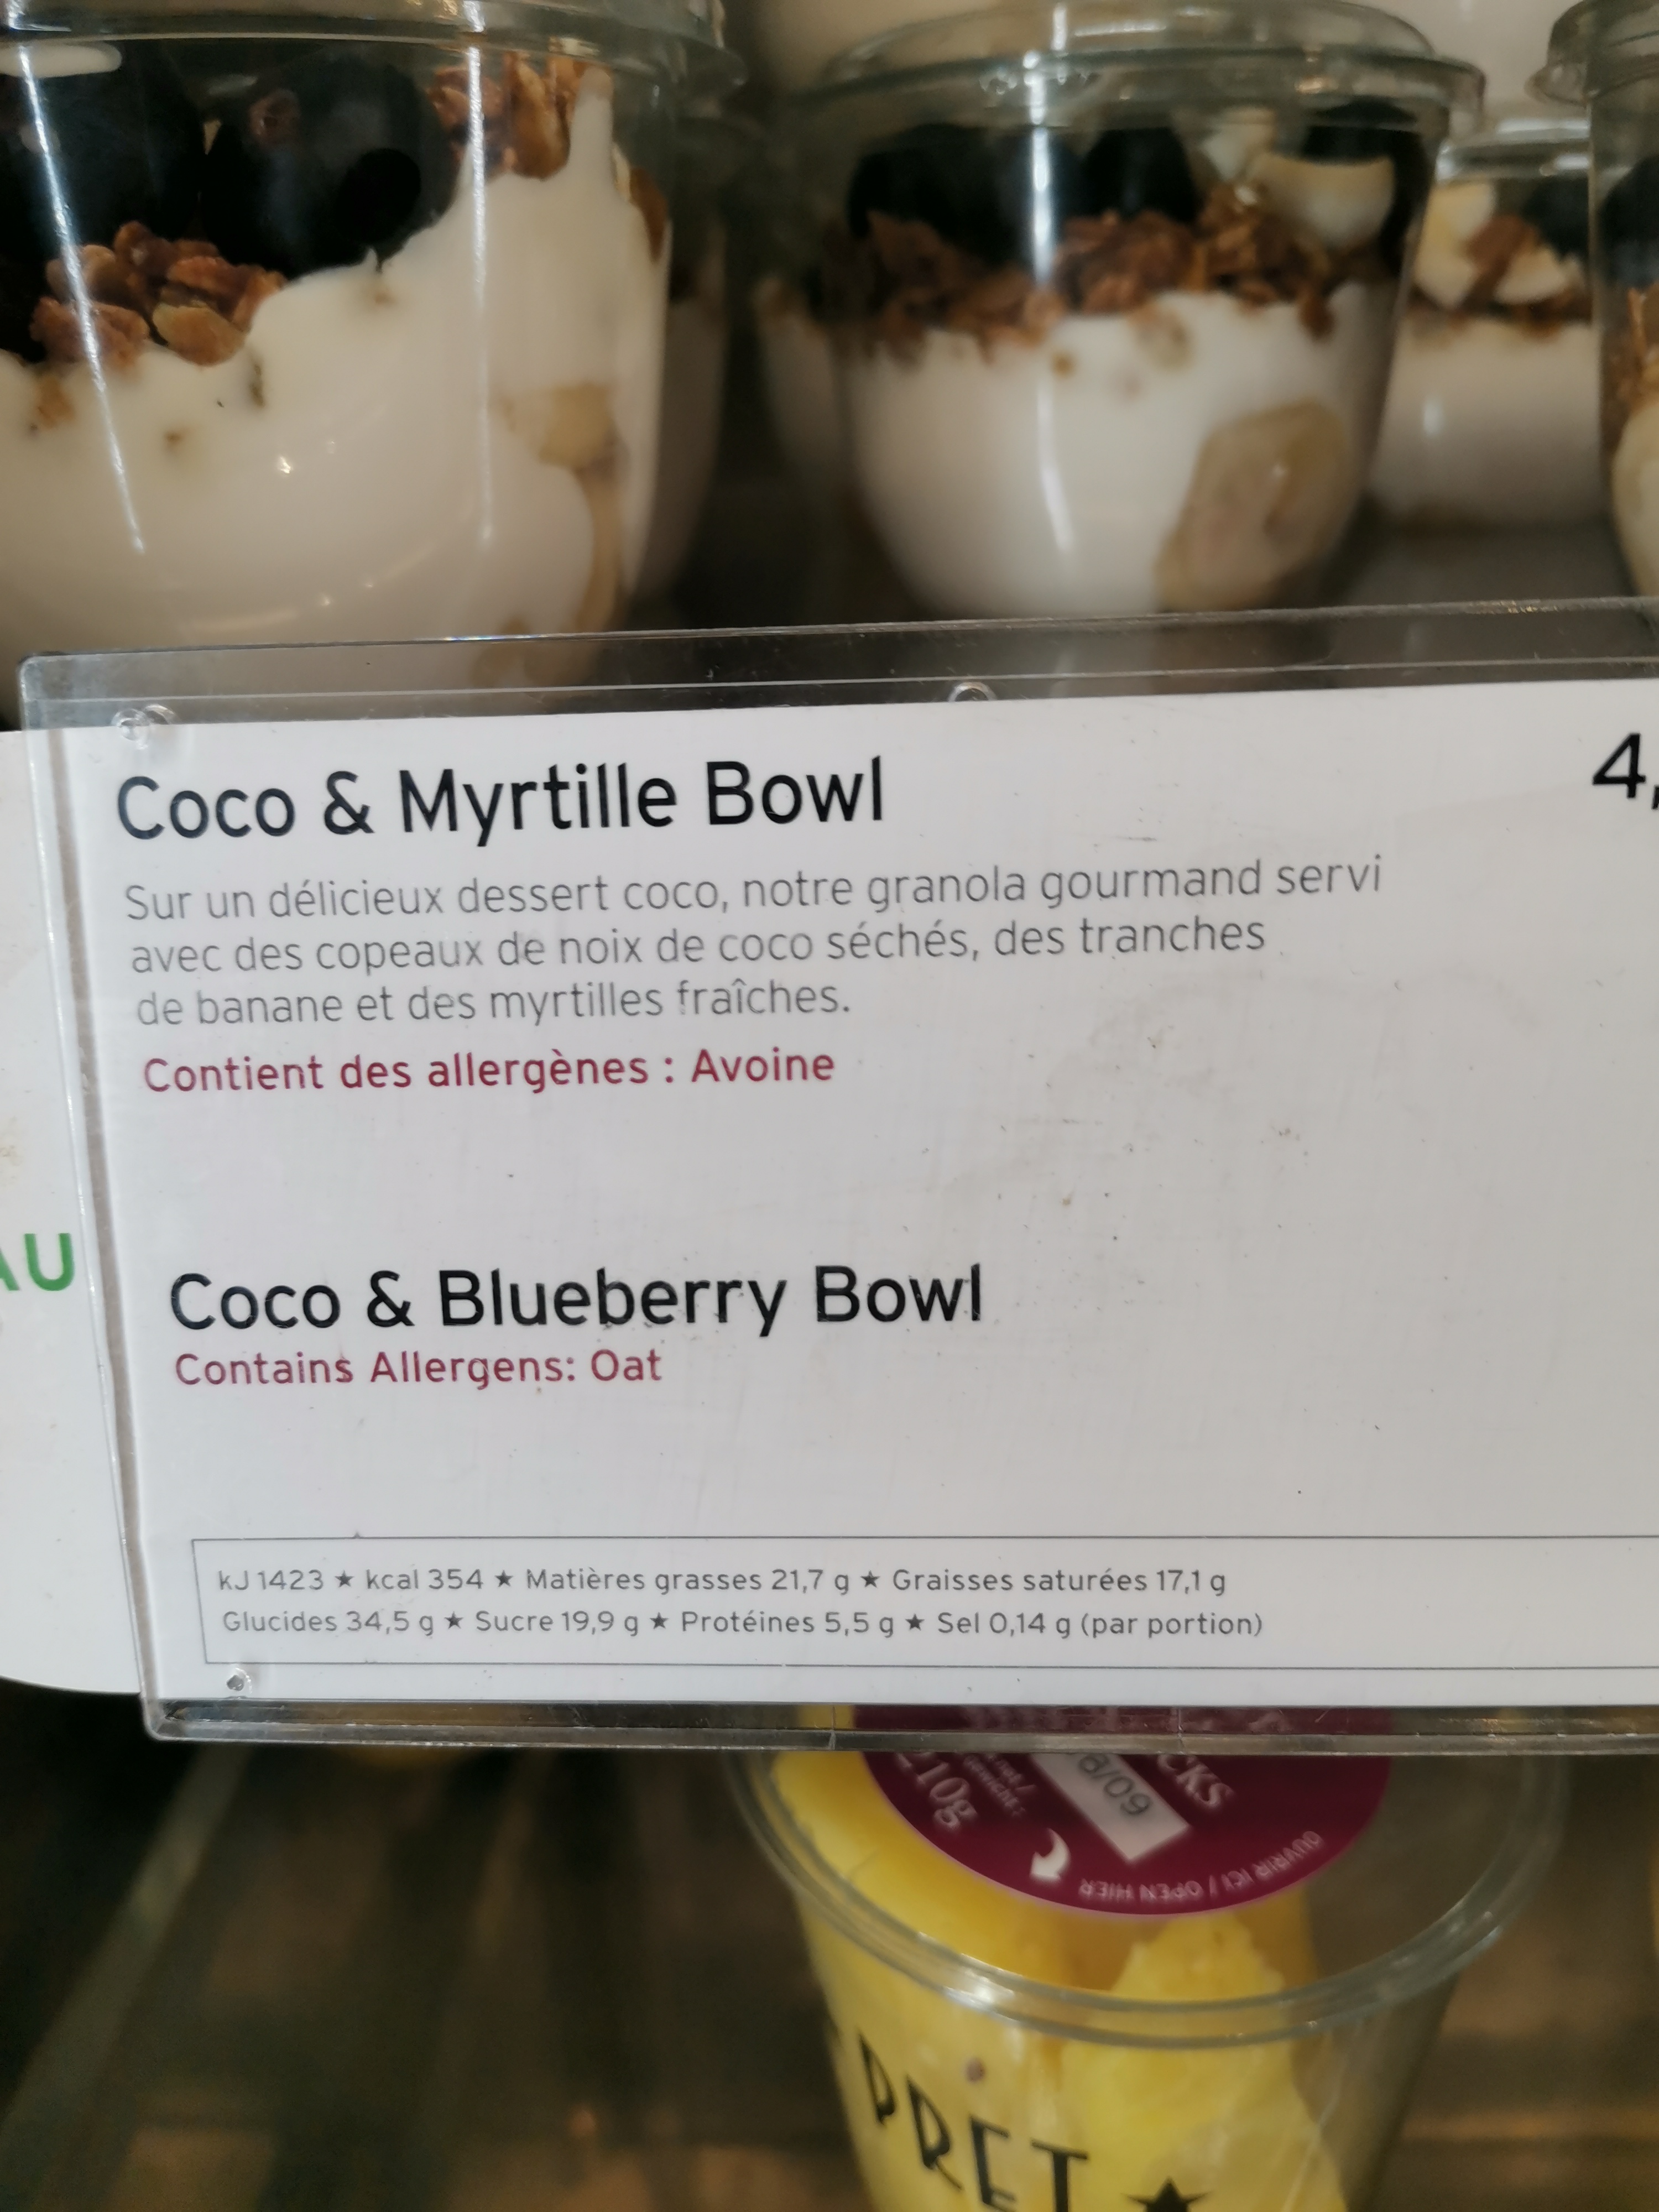 Coco & Myrtille Bowl
4,
Sur un délicieux dessert coco, notre granola gourmand servi
avec des copeaux de noix de coco séchés, des tranches
de banane et des myrtilles fraîches.
Contient des allergènes : Avoine
AU
Coco & Blueberry Bowl
Contains Allergens: Oat
kJ 1423 ★ kcal 354 ★ Matières grasses 21,7 g ★ Graisses saturées 17,1 g
Glucides 34,5 g ★ Sucre 19,9 g ★ Protéines 5,5 g ★ Sel 0,14 g (par portion)
CKS
210g
OUVRIR ICI / OPEN HIER
PRET ★